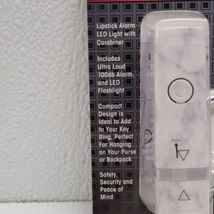 Lipstick Alarm
LED Light with
Carabiner
Includes
Ultra Loud
100db Alarm,
and LED
Flashlight
Compact
Design is
Ideal to Add
to Your Key
Ring, Perfect
For Hanging
on Your Purse
or Backpack
Safety,
Security and
Peace of
Mind